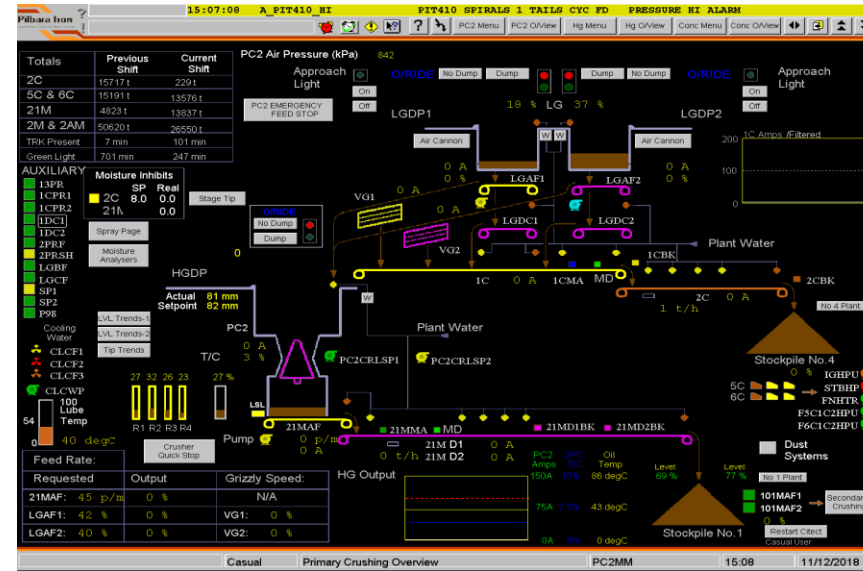 15:07:08 A_PIT410_HI PIT410 SPIRALS 1 TAILS CYC FD PRESSURE HI ALARM
Pilbara Iron
PC2 Menu PC2 O/View Hg Menu Hg O/View Conc Menu Conc O/View
Totals Previous Shift Current Shift
2C 15717 t 229 t
5C & 6C 15191 t 13576 t
21M 4823 t 13837 t
2M & 2AM 50620 t 26550 t
TRK Present 7 min 101 min
Green Light 701 min 247 min
PC2 Air Pressure (kPa) 842
Approach Light
On
Off
O/RIDE No Dump Dump
Dump No Dump O/RIDE
Approach Light
On
Off
PC2 EMERGENCY FEED STOP
18 % LG 37 %
LGDP1
LGDP2
Air Cannon
W W
Air Cannon
1C Amps /Filtered
200
100
0
AUXILIARY
13PR
1CPR1
1CPR2
1DC1
1DC2
2PRF
2PRSH
LGBF
LGCF
SP1
SP2
P98
Moisture Inhibits
SP Real
2C 8.0 0.0
0.0
Stage Tip
Spray Page
Moisture Analysers
O/RIDE
No Dump
Dump
0
0 A
0 %
LGAF1
LGAF2
0 A
0 %
VG1
0 A
0 A
LGDC1
LGDC2
VG2
Plant Water
1CBK
1C 0 A 1CMA MD
2CBK
2C 0 A
1 t/h
No 4 Plant
HGDP
Actual 81 mm
Setpoint 82 mm
W
PC2
0 A
3 %
Plant Water
PC2CRLSP1
PC2CRLSP2
LVL Trends-1
LVL Trends-2
Tip Trends
T/C
27 32 26 23 27 %
R1 R2 R3 R4
Cooling Water
CLCF1
CLCF2
CLCF3
CLCWP
100
Lube Temp
54
0
40 degC
Stockpile No.4
0 %
5C
6C
IGHPU
STBHP
FNHTR
F5C1C2HPU
F6C1C2HPU
LSL
21MAF
Pump 0 p/m
0 A
21MMA MD
0 t/h
21M D1 0 A
21M D2 0 A
21MD1BK 21MD2BK
Crusher Quick Stop
Dust Systems
Feed Rate:
Requested Output Grizzly Speed:
21MAF: 45 p/m 0 % N/A
LGAF1: 42 % 0 % VG1: 0 %
LGAF2: 40 % 0 % VG2: 0 %
HG Output
PC2 Amps
Oil Temp
150A 86 degC
75A 43 degC
0A 0% 0 degC
Level 69 %
Level 77 %
Stockpile No.1
No 1 Plant
101MAF1
101MAF2
0 %
Secondary Crushing
Restart Citect
Casual User
Casual Primary Crushing Overview PC2MM 15:08 11/12/2018